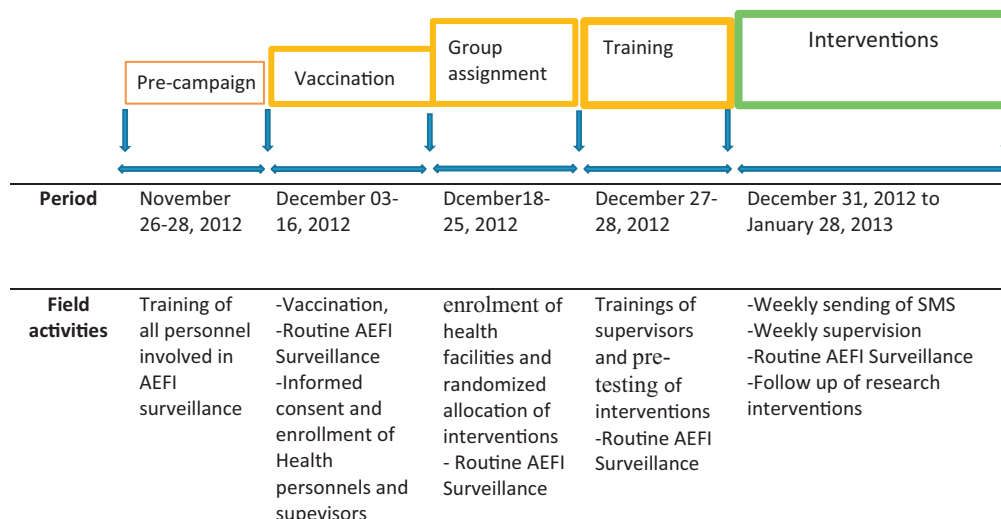 Pre-campaign
Vaccination
Group
assignment
Training
Interventions
Period
November
26-28, 2012
December 03-
16, 2012
Dcember18-
25, 2012
December 27-
28, 2012
December 31, 2012 to
January 28, 2013
Field
activities
Training of
all personnel
involved in
AEFI
surveillance
-Vaccination,
-Routine AEFI
Surveillance
-Informed
consent and
enrollment of
Health
personnels and
supevisors
enrolment of
health
facilities and
randomized
allocation of
interventions
- Routine AEFI
Surveillance
Trainings of
supervisors
and pre-
testing of
interventions
-Routine AEFI
Surveillance
-Weekly sending of SMS
-Weekly supervision
-Routine AEFI Surveillance
-Follow up of research
interventions